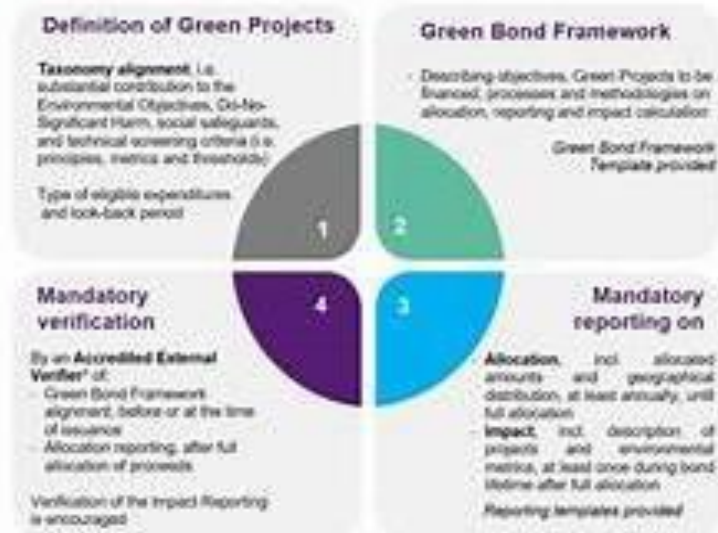 Definition of Green Projects
Taxonomy alignment, i.e.
substantial contribution to the
Environmental Objectives, Do-No-
Significant Harm, social safeguards,
and technical screening criteria (i.e.
principles, metrics and thresholds)
Type of eligible expenditures
and look-back period
1
Green Bond Framework
- Describing objectives, Green Projects to be
financed, processes and methodologies on
allocation, reporting and impact calculation
Green Bond Framework
Template provided
2
Mandatory
verification
By an Accredited External
Verifier* of:
- Green Bond Framework
alignment, before or at the time
of issuance
- Allocation reporting, after full
allocation of proceeds
Verification of the Impact Reporting
is encouraged
4
Mandatory
reporting on
- Allocation, incl. allocated
amounts and geographical
distribution, at least annually, until
full allocation
- Impact, incl. description of
projects and environmental
metrics, at least once during bond
lifetime after full allocation
Reporting templates provided
3